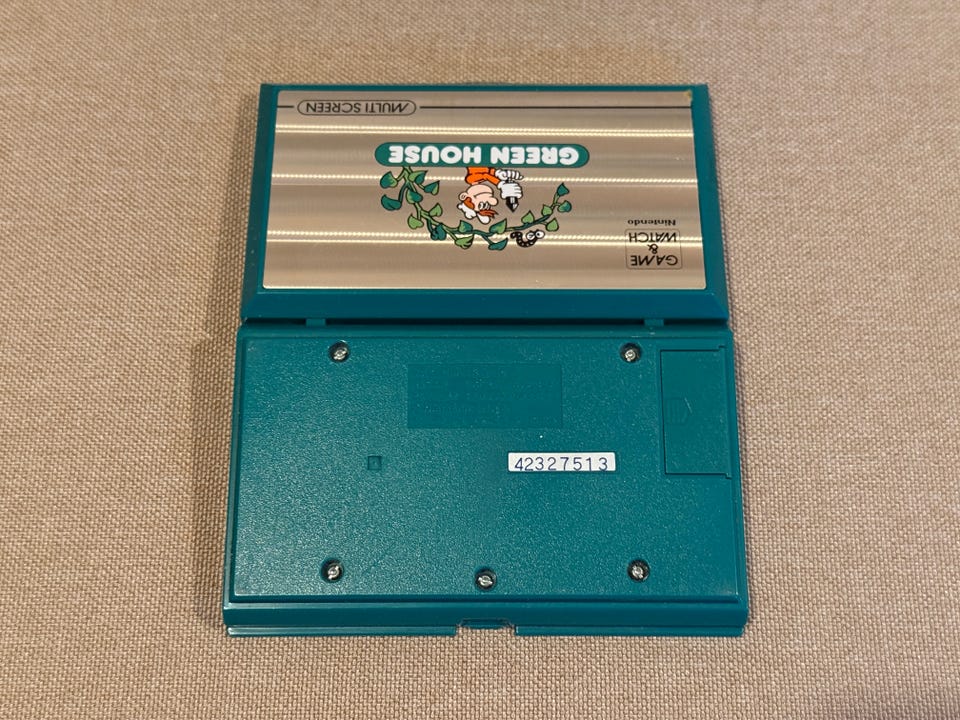 MULTI SCREEN
GREEN HOUSE
Nintendo
GAME
&
WATCH
42327513